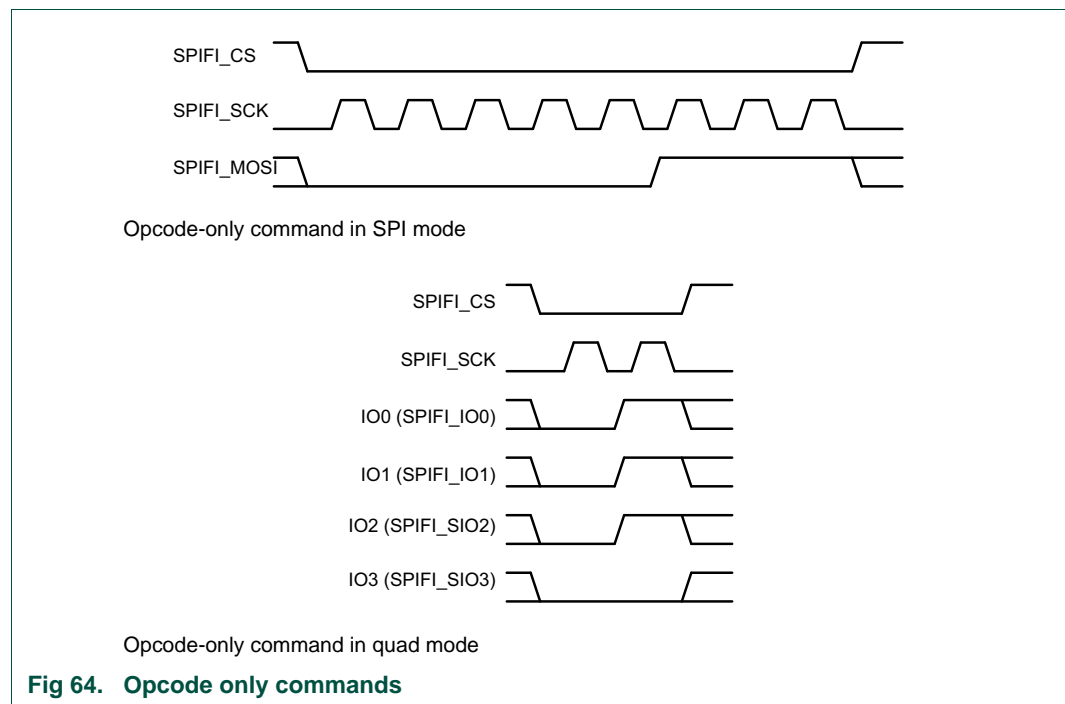 SPIFI_CS
SPIFI_SCK
SPIFI_MOSI
Opcode-only command in SPI mode
SPIFI_CS
SPIFI_SCK
IO0 (SPIFI_IO0)
IO1 (SPIFI_IO1)
IO2 (SPIFI_SIO2)
IO3 (SPIFI_SIO3)
Opcode-only command in quad mode
Fig 64. Opcode only commands